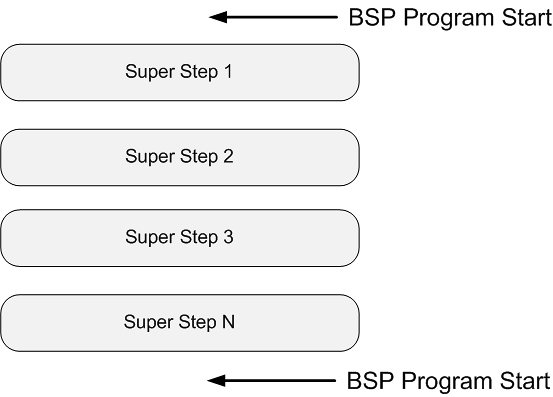 BSP Program Start
Super Step 1
Super Step 2
Super Step 3
Super Step N
BSP Program Start